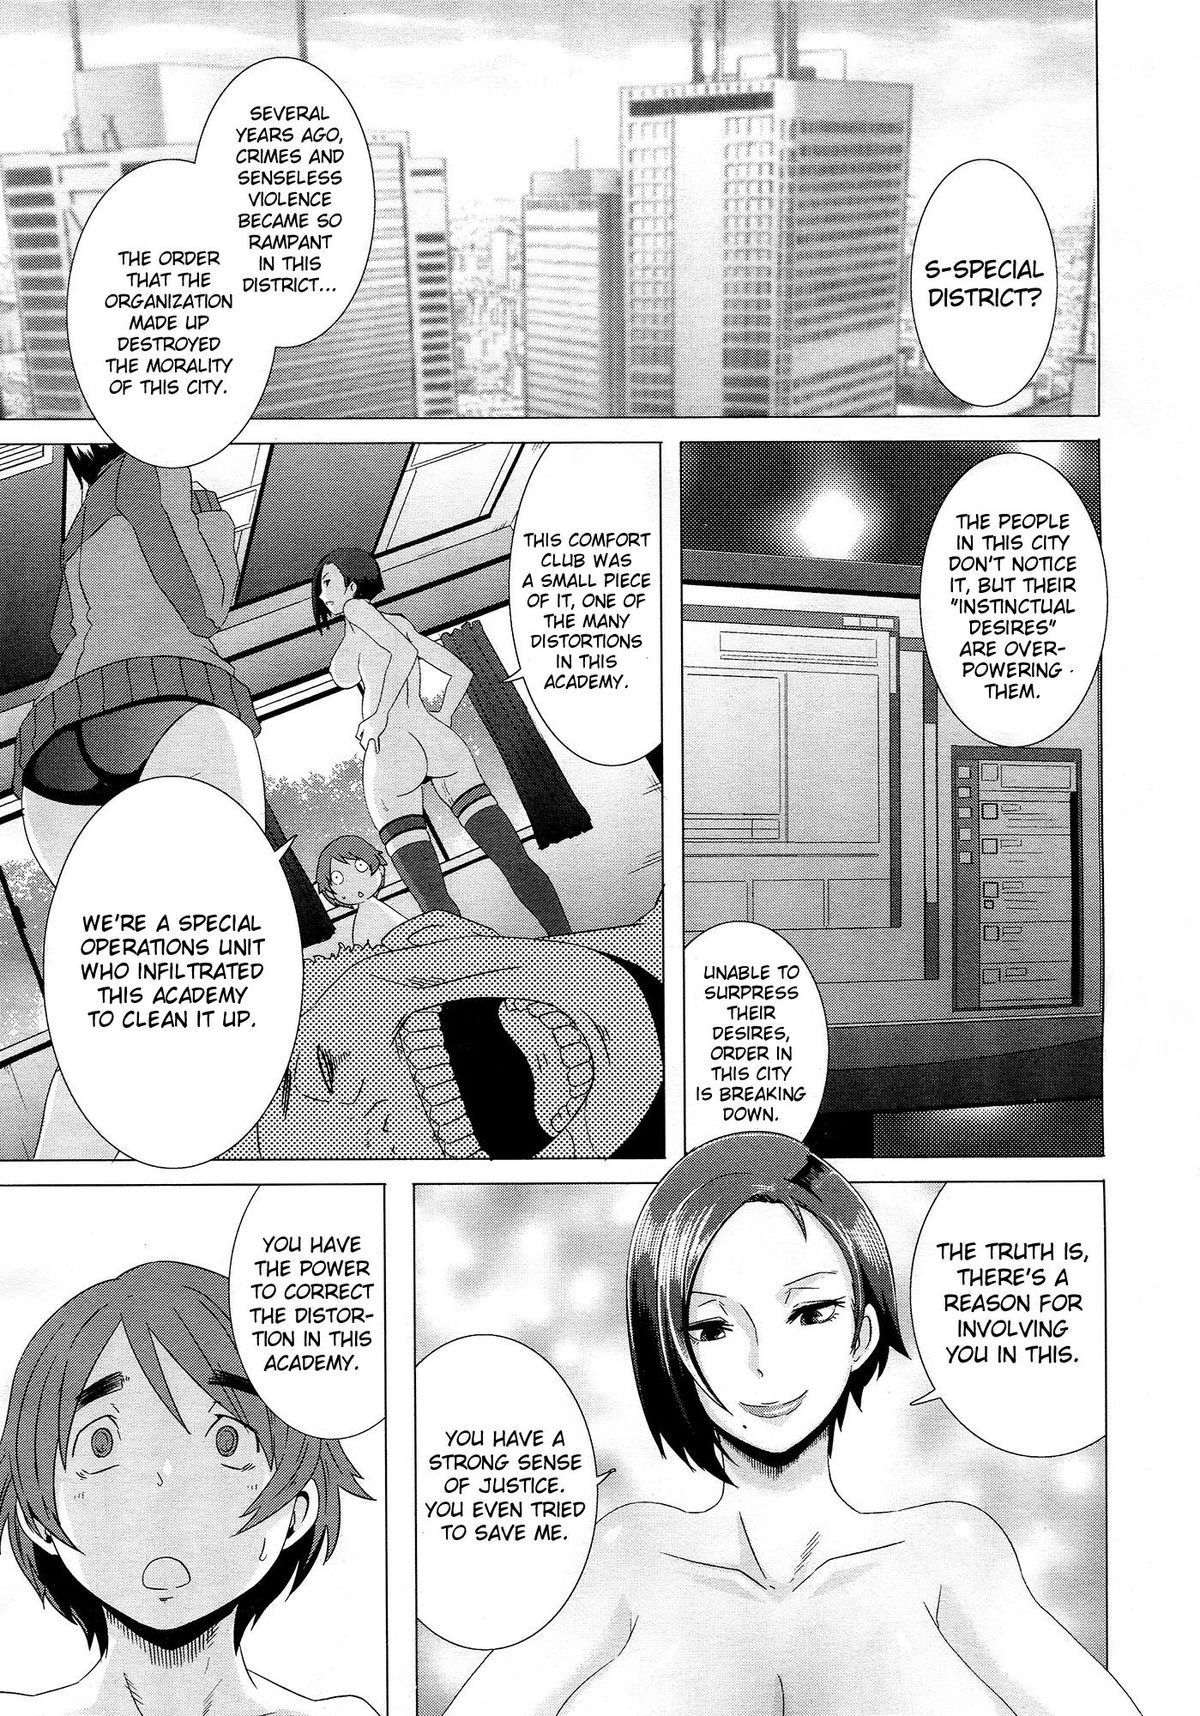 S-SPECIAL
DISTRICT?
SEVERAL
YEARS AGO,
CRIMES AND
SENSELESS
VIOLENCE
BECAME SO
RAMPANT
IN THIS
DISTRICT...
THE ORDER
THAT THE
ORGANIZATION
MADE UP
DESTROYED
THE MORALITY
OF THIS CITY.
THE PEOPLE
IN THIS CITY
DON'T NOTICE
IT, BUT THEIR
"INSTINCTUAL
DESIRES"
ARE OVER-
POWERING
THEM.
UNABLE TO
SURPRESS
THEIR
DESIRES,
ORDER IN
THIS CITY
IS BREAKING
DOWN.
THIS COMFORT
CLUB WAS
A SMALL PIECE
OF IT, ONE OF
THE MANY
DISTORTIONS
IN THIS
ACADEMY.
WE'RE A SPECIAL
OPERATIONS UNIT
WHO INFILTRATED
THIS ACADEMY
TO CLEAN IT UP.
THE TRUTH IS,
THERE'S A
REASON FOR
INVOLVING
YOU IN THIS.
YOU HAVE A
STRONG SENSE
OF JUSTICE.
YOU EVEN TRIED
TO SAVE ME.
YOU HAVE
THE POWER
TO CORRECT
THE DISTOR-
TION IN THIS
ACADEMY.